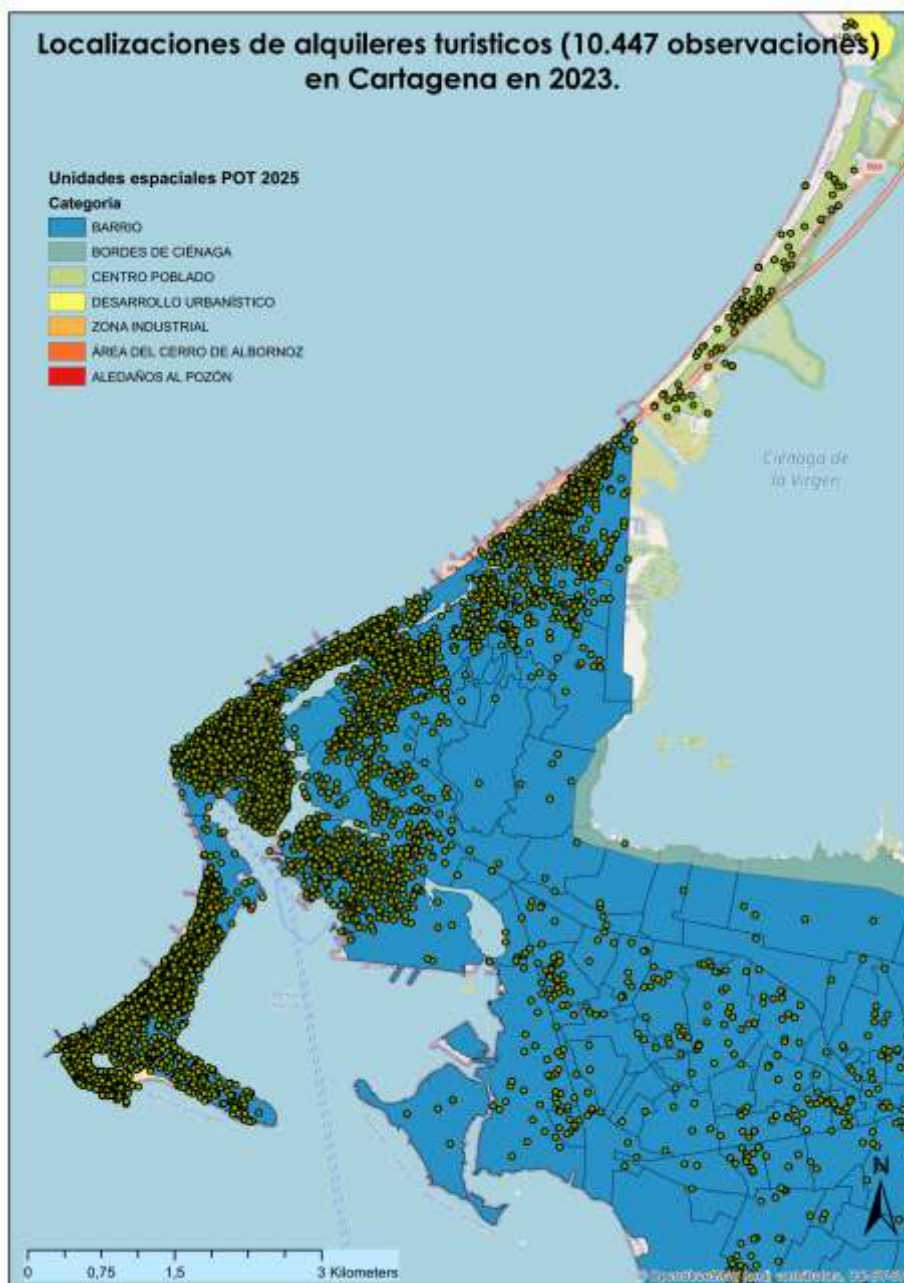 Localizaciones de alquileres turisticos (10.447 observaciones)
en Cartagena en 2023.
Unidades espaciales POT 2025
Categoría
BARRIO
BORDES DE CIÉNAGA
CENTRO POBLADO
DESARROLLO URBANÍSTICO
ZONA INDUSTRIAL
ÁREA DEL CERRO DE ALBORNOZ
ALEDAÑOS AL POZÓN
Ciénaga de
la Virgen
N
0 0,75 1,5 3 Kilometers